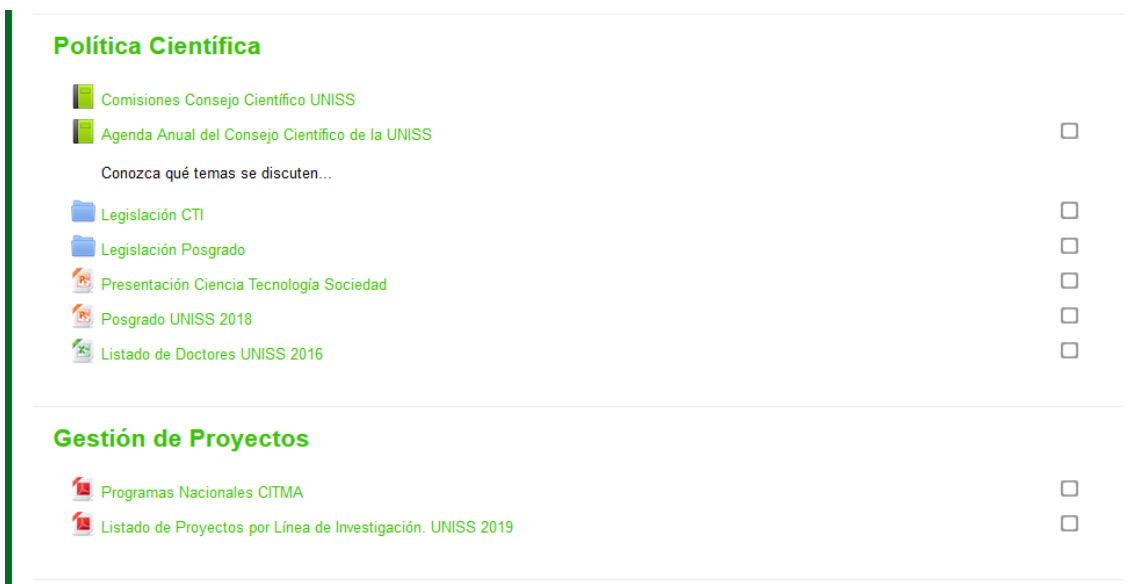 Política Científica
Comisiones Consejo Científico UNISS
Agenda Anual del Consejo Científico de la UNISS
Conozca qué temas se discuten...
Legislación CTI
Legislación Posgrado
Presentación Ciencia Tecnología Sociedad
Posgrado UNISS 2018
Listado de Doctores UNISS 2016
Gestión de Proyectos
Programas Nacionales CITMA
Listado de Proyectos por Línea de Investigación. UNISS 2019